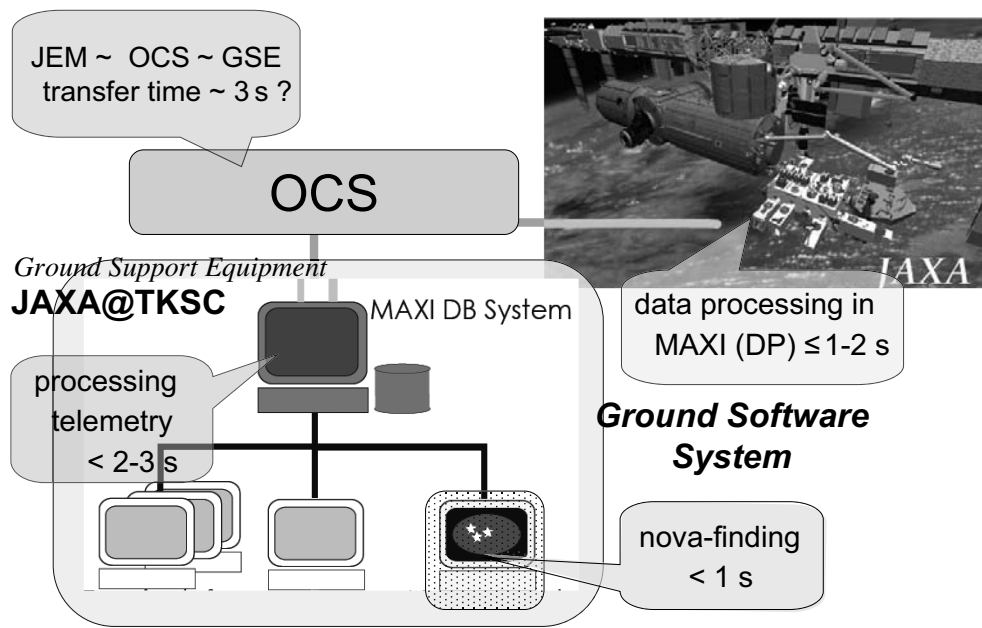 JEM ~ OCS ~ GSE
transfer time ~ 3 s ?
OCS
JAXA
Ground Support Equipment
JAXA@TKSC
MAXI DB System
data processing in
MAXI (DP) ≤ 1-2 s
processing
telemetry
< 2-3 s
Ground Software
System
nova-finding
< 1 s